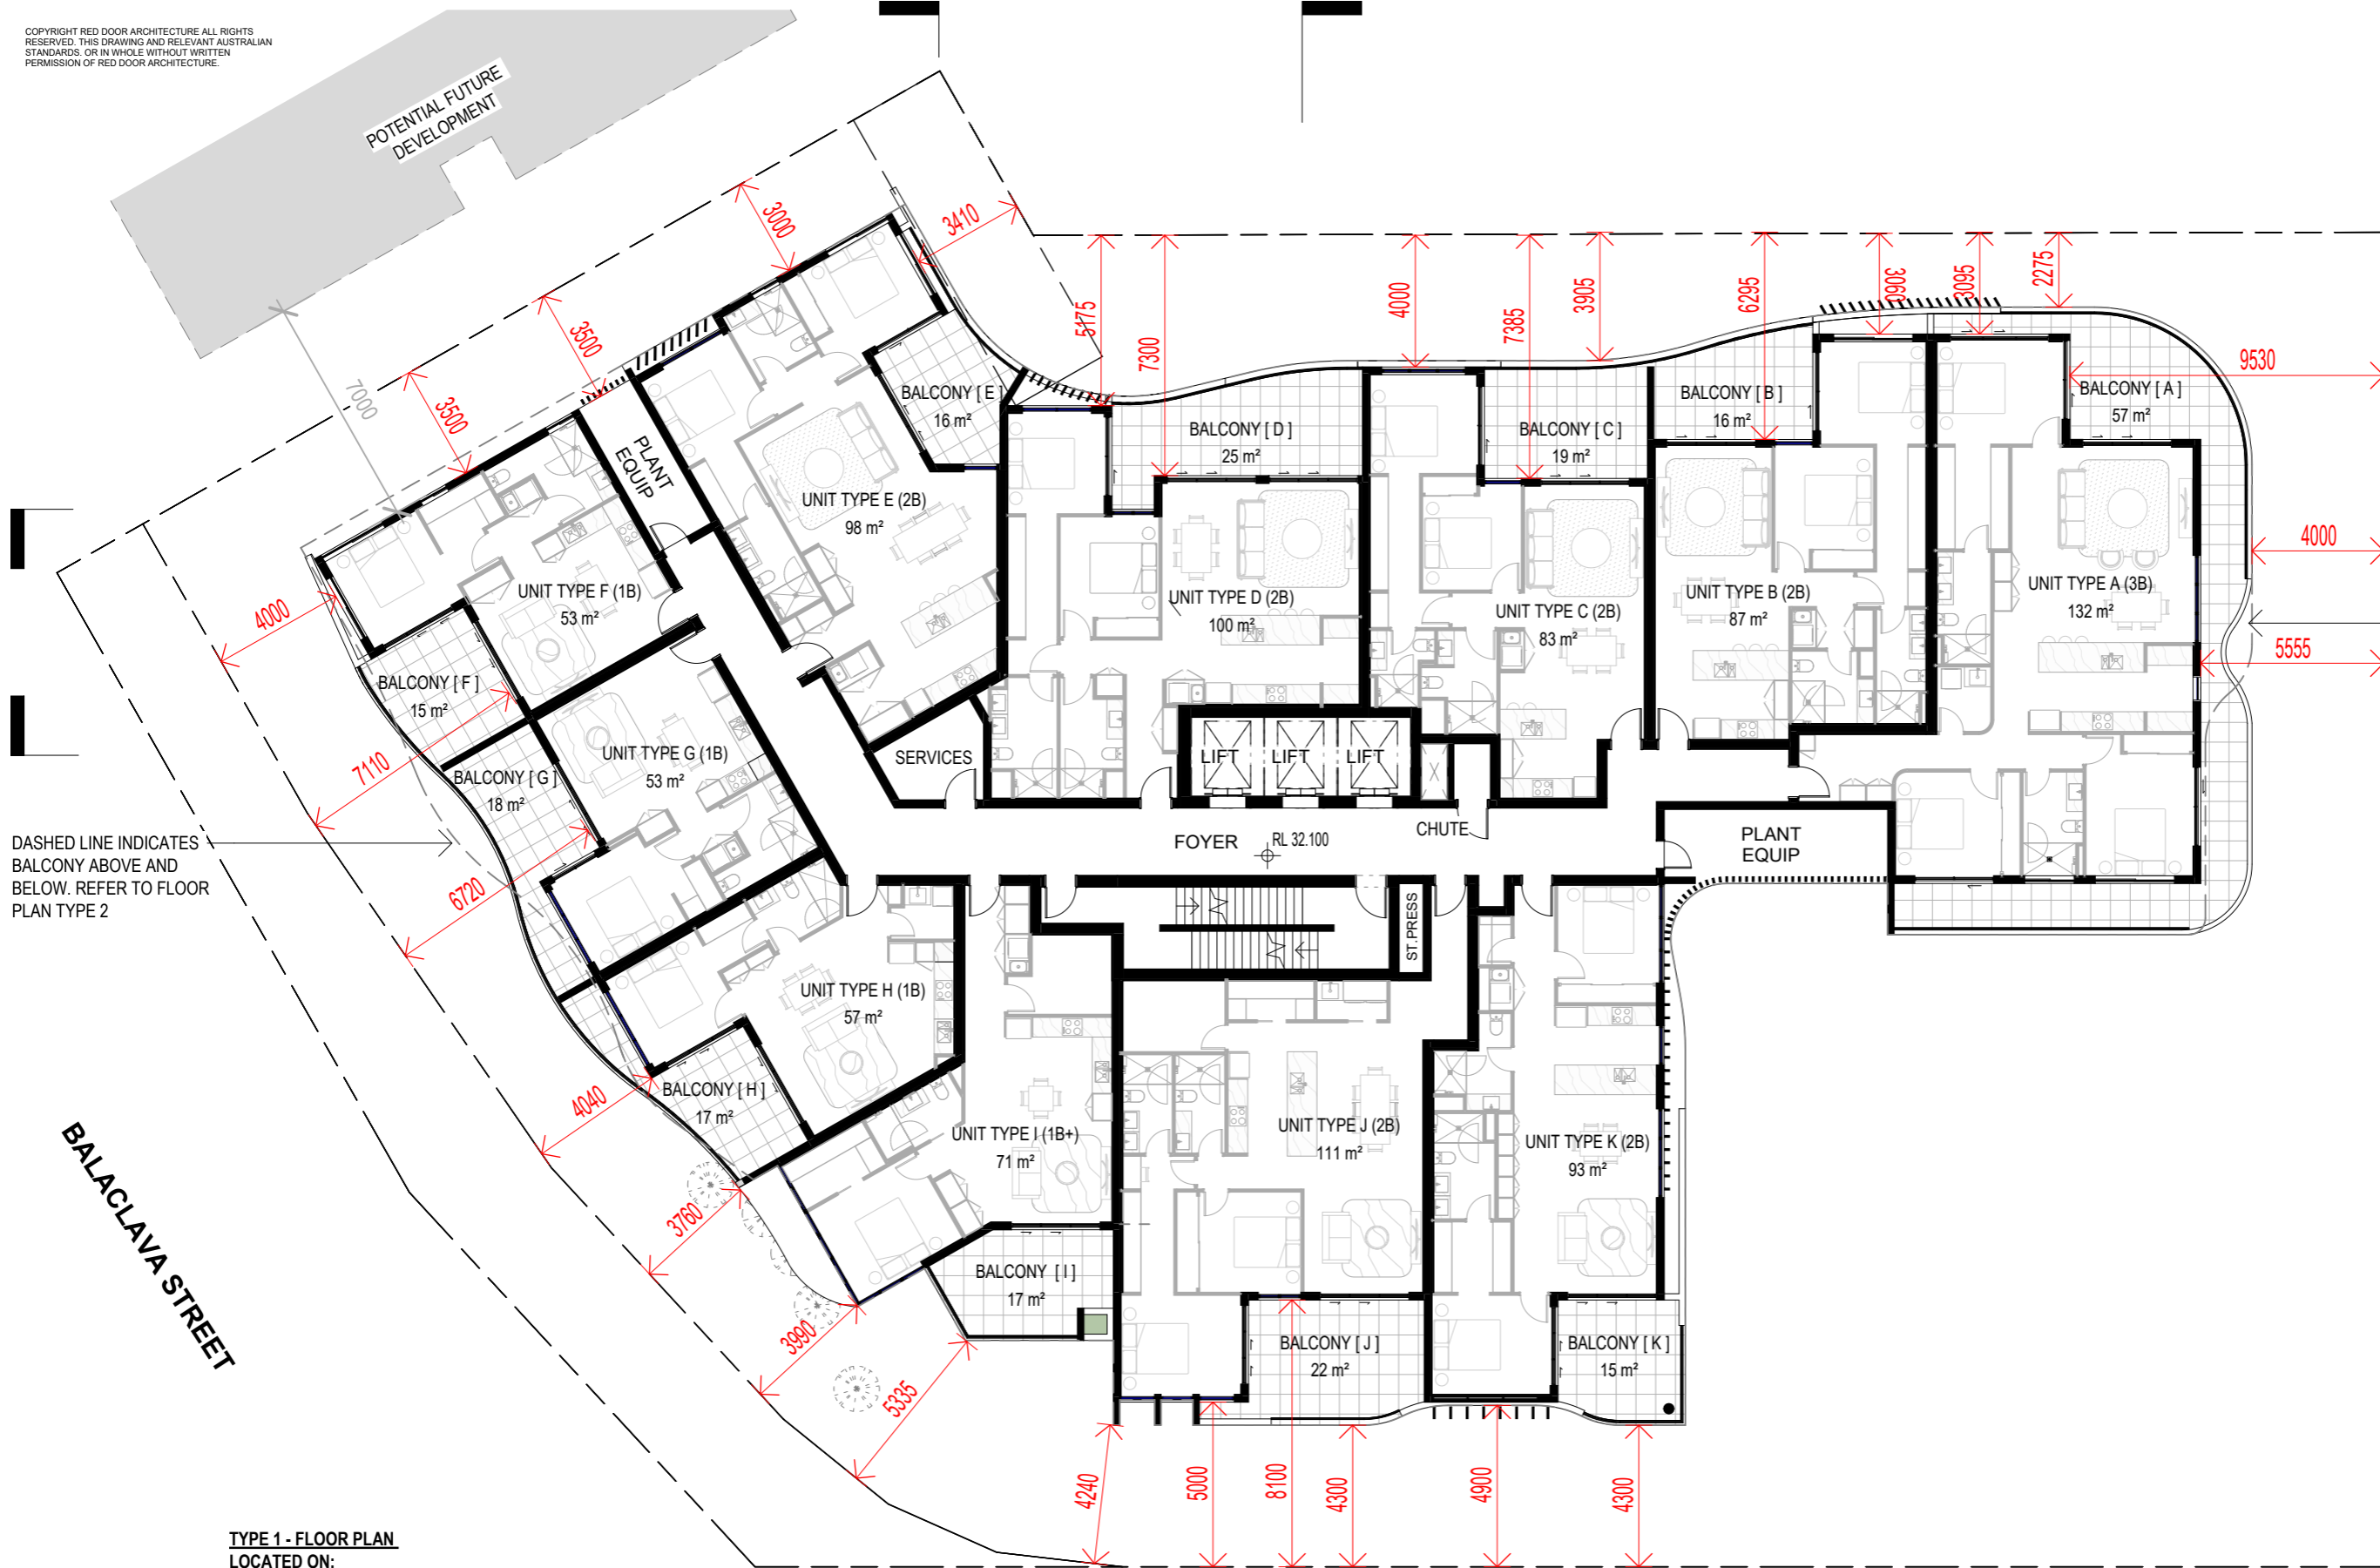 COPYRIGHT RED DOOR ARCHITECTURE ALL RIGHTS
RESERVED. THIS DRAWING AND RELEVANT AUSTRALIAN
STANDARDS. OR IN WHOLE WITHOUT WRITTEN
PERMISSION OF RED DOOR ARCHITECTURE.
POTENTIAL FUTURE
DEVELOPMENT
3000
3410
3500
3500
7000
5175
7300
4000
7385
3905
6295
3060
3095
2275
9530
4000
5555
BALCONY [ A ]
57 m²
BALCONY [ B ]
16 m²
BALCONY [ C ]
19 m²
BALCONY [ D ]
25 m²
BALCONY [ E ]
16 m²
PLANT
EQUIP
UNIT TYPE E (2B)
98 m²
UNIT TYPE F (1B)
53 m²
UNIT TYPE D (2B)
100 m²
UNIT TYPE C (2B)
83 m²
UNIT TYPE B (2B)
87 m²
UNIT TYPE A (3B)
132 m²
4000
BALCONY [ F ]
15 m²
7110
UNIT TYPE G (1B)
53 m²
BALCONY [ G ]
18 m²
6720
SERVICES
LIFT
LIFT
LIFT
CHUTE
FOYER
RL 32.100
PLANT
EQUIP
DASHED LINE INDICATES
BALCONY ABOVE AND
BELOW. REFER TO FLOOR
PLAN TYPE 2
ST.PRESS
UNIT TYPE H (1B)
57 m²
BALCONY [ H ]
17 m²
4040
UNIT TYPE I (1B+)
71 m²
UNIT TYPE J (2B)
111 m²
UNIT TYPE K (2B)
93 m²
3760
BALCONY [ I ]
17 m²
3990
5335
BALCONY [ J ]
22 m²
BALCONY [ K ]
15 m²
BALACLAVA STREET
4240
5000
8100
4300
4900
4300
TYPE 1 - FLOOR PLAN
LOCATED ON: